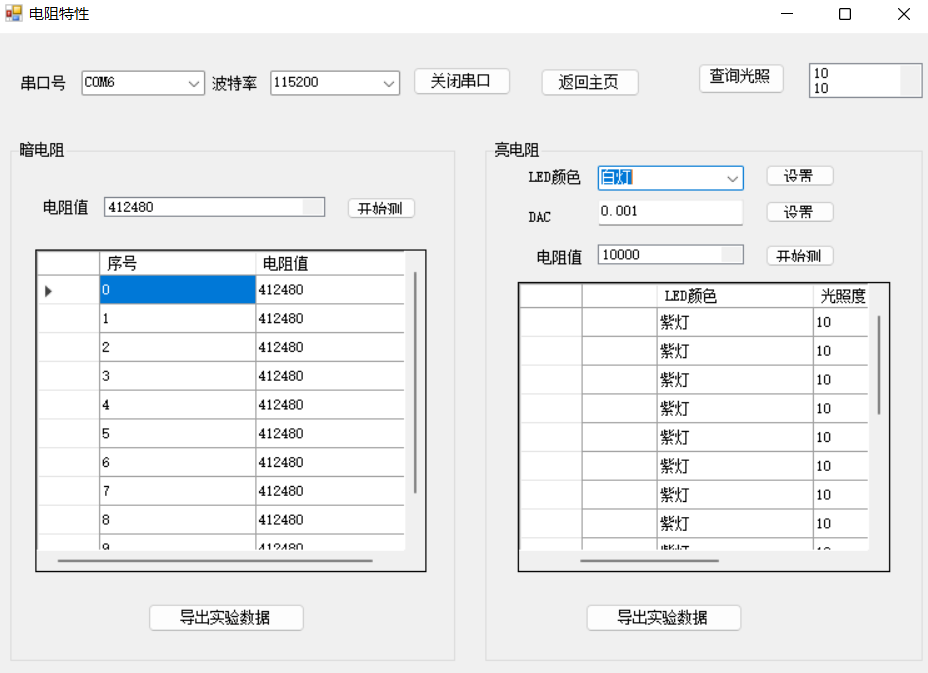 电阻特性
串口号 COM6 波特率 115200 关闭串口 返回主页 查询光照 10
10
暗电阻
电阻值 412480 开始测
序号 电阻值
0 412480
1 412480
2 412480
3 412480
4 412480
5 412480
6 412480
7 412480
8 412480
9 412480
导出实验数据
亮电阻
LED颜色 白灯 设置
DAC 0.001 设置
电阻值 10000 开始测
LED颜色 光照度
紫灯 10
紫灯 10
紫灯 10
紫灯 10
紫灯 10
紫灯 10
紫灯 10
紫灯 10
紫灯 10
导出实验数据